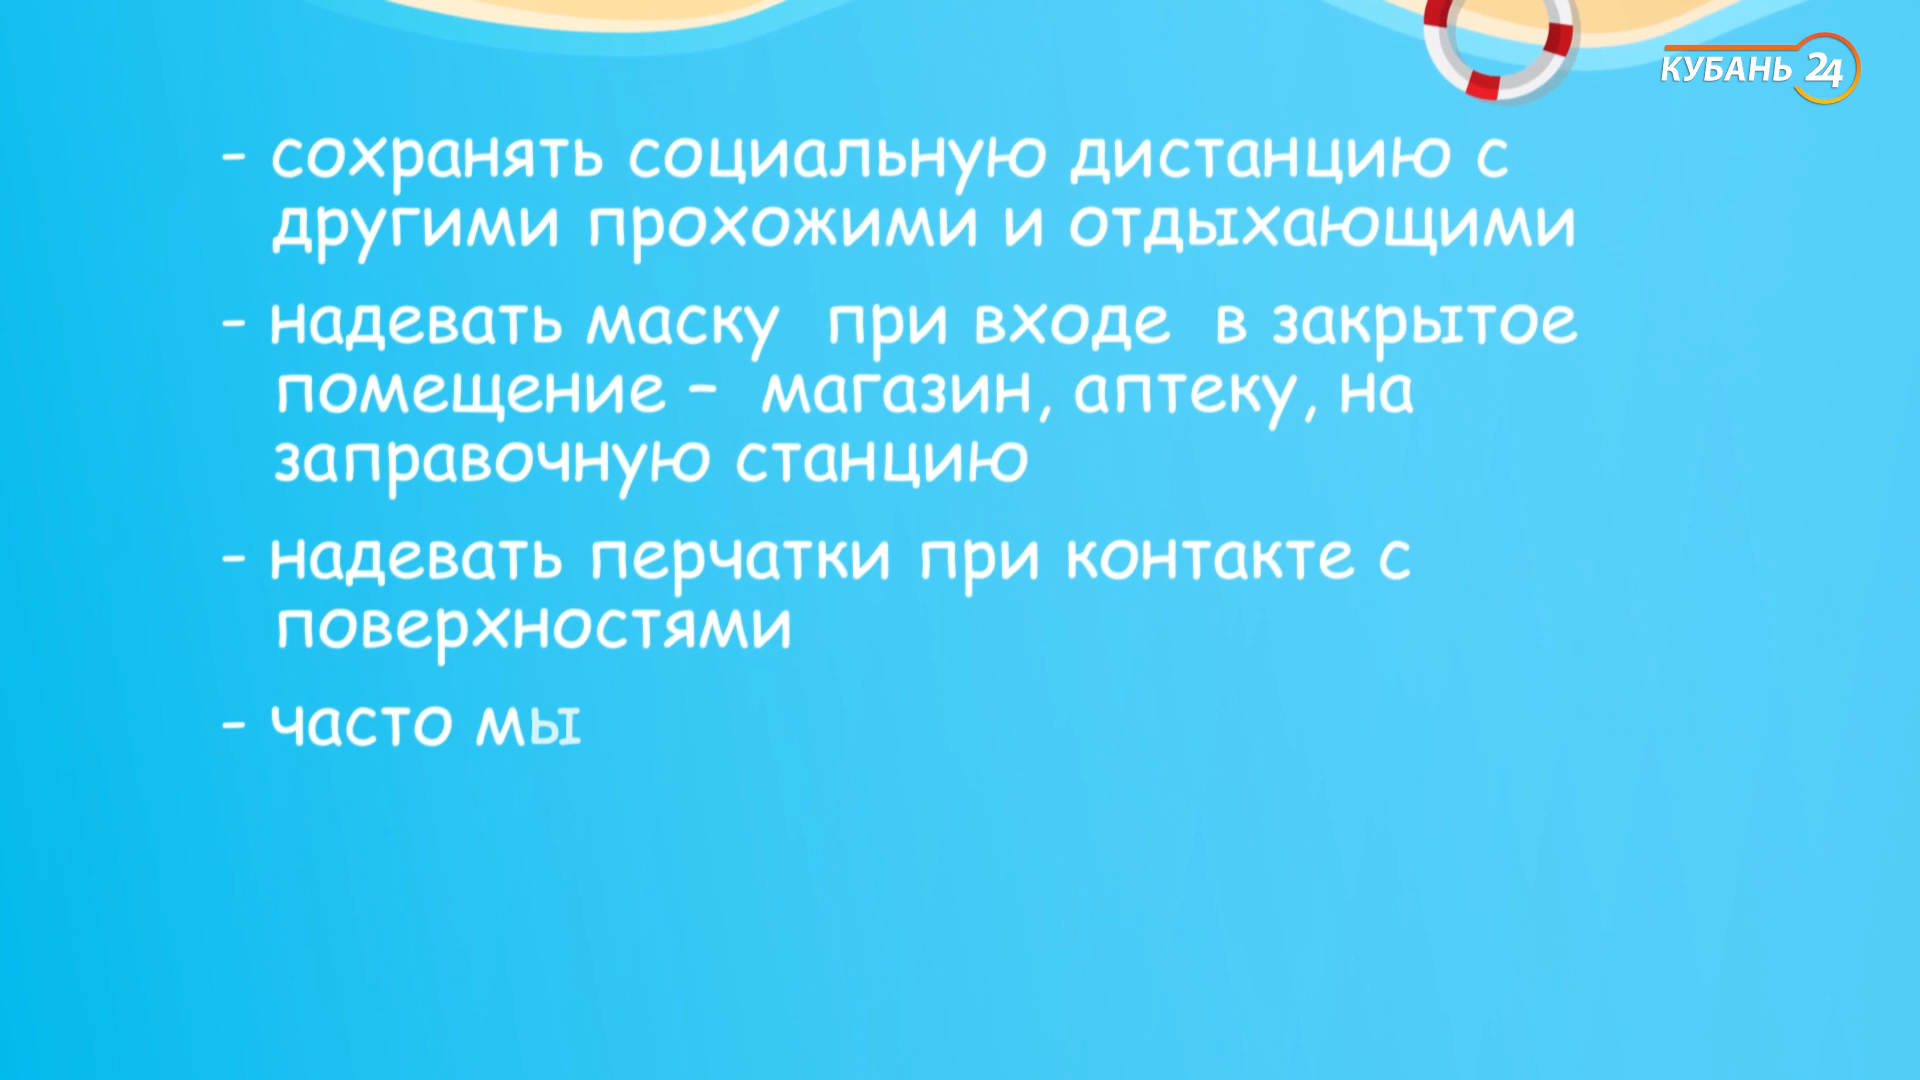 КУБАНЬ 24
- сохранять социальную дистанцию с
другими прохожими и отдыхающими
- надевать маску при входе в закрытое
помещение – магазин, аптеку, на
заправочную станцию
- надевать перчатки при контакте с
поверхностями
- часто мы